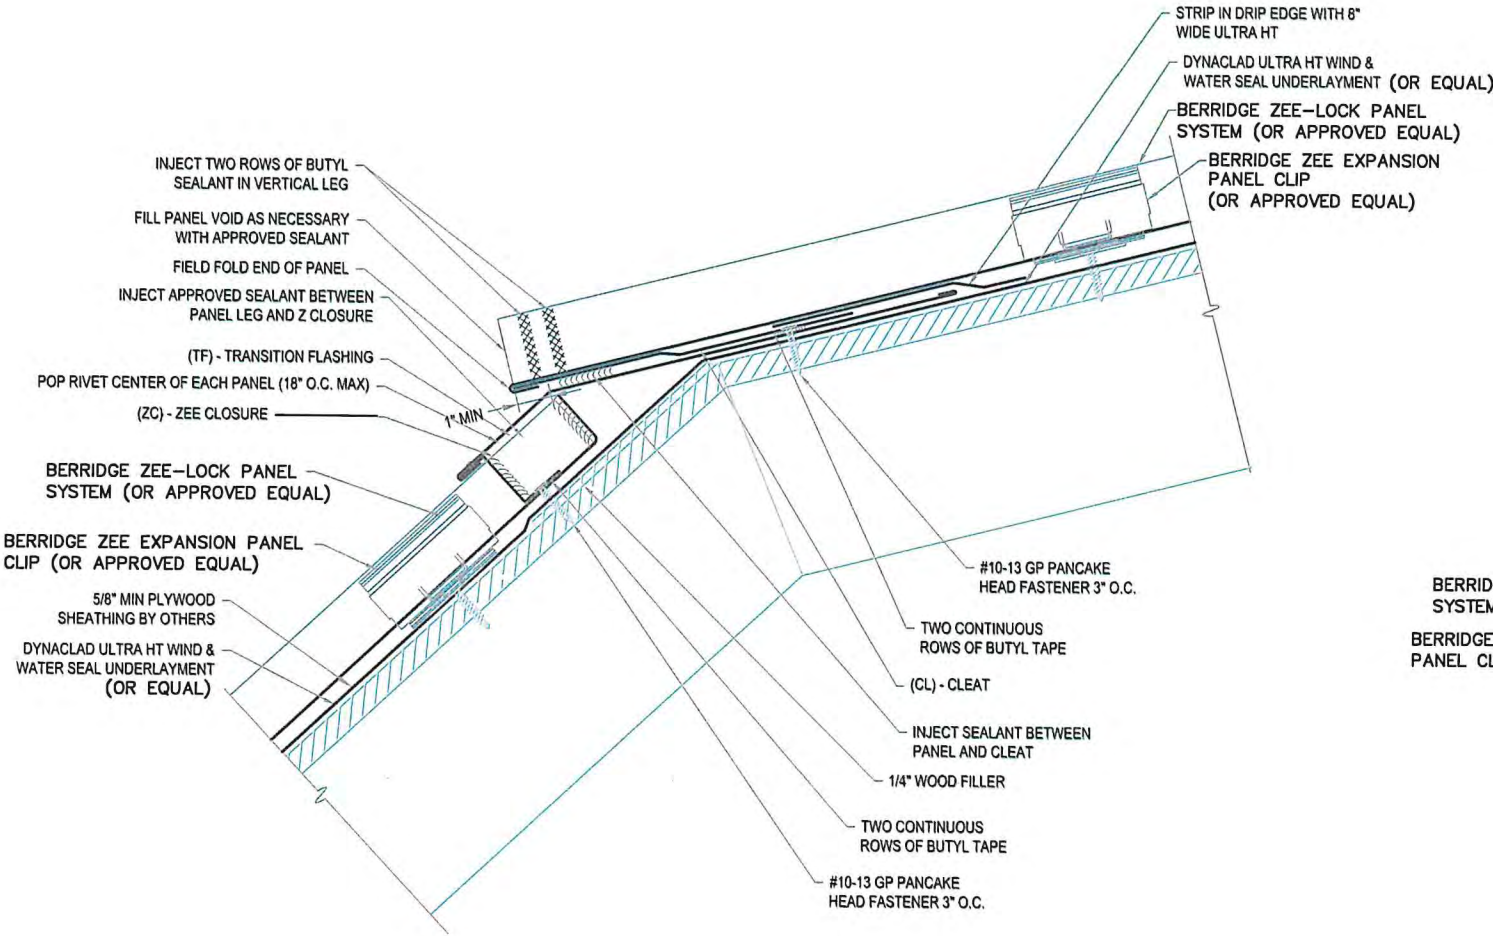 STRIP IN DRIP EDGE WITH 8"
WIDE ULTRA HT
DYNACLAD ULTRA HT WIND &
WATER SEAL UNDERLAYMENT (OR EQUAL)
BERRIDGE ZEE-LOCK PANEL
SYSTEM (OR APPROVED EQUAL)
BERRIDGE ZEE EXPANSION
PANEL CLIP
(OR APPROVED EQUAL)
INJECT TWO ROWS OF BUTYL
SEALANT IN VERTICAL LEG
FILL PANEL VOID AS NECESSARY
WITH APPROVED SEALANT
FIELD FOLD END OF PANEL
INJECT APPROVED SEALANT BETWEEN
PANEL LEG AND Z CLOSURE
(TF) - TRANSITION FLASHING
POP RIVET CENTER OF EACH PANEL (18" O.C. MAX)
(ZC) - ZEE CLOSURE
1" MIN
BERRIDGE ZEE-LOCK PANEL
SYSTEM (OR APPROVED EQUAL)
BERRIDGE ZEE EXPANSION PANEL
CLIP (OR APPROVED EQUAL)
5/8" MIN PLYWOOD
SHEATHING BY OTHERS
DYNACLAD ULTRA HT WIND &
WATER SEAL UNDERLAYMENT
(OR EQUAL)
#10-13 GP PANCAKE
HEAD FASTENER 3" O.C.
TWO CONTINUOUS
ROWS OF BUTYL TAPE
(CL) - CLEAT
INJECT SEALANT BETWEEN
PANEL AND CLEAT
1/4" WOOD FILLER
TWO CONTINUOUS
ROWS OF BUTYL TAPE
#10-13 GP PANCAKE
HEAD FASTENER 3" O.C.
BERRID
SYSTEM
BERRIDGE
PANEL CL